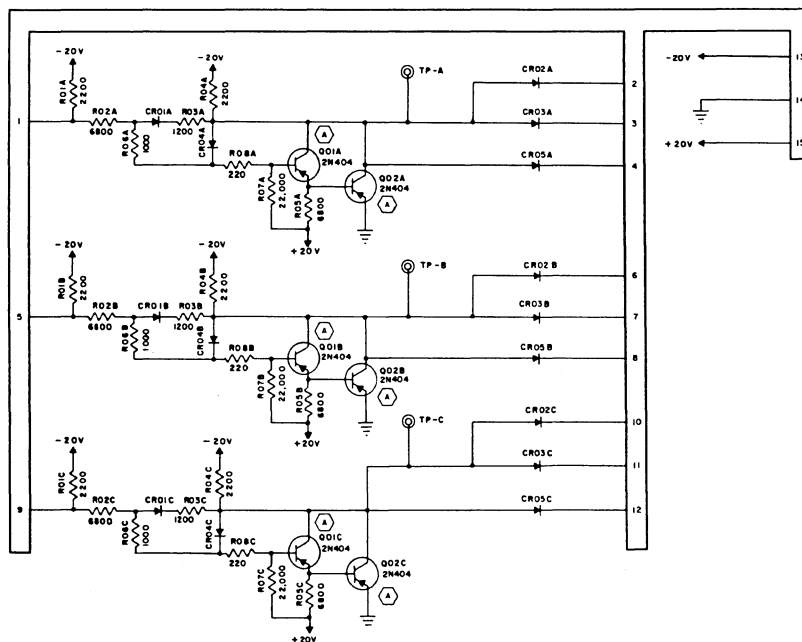 -20V
-20V
R01A
2200
R04A
2200
TP-A
CR02A
2
1
R02A
6800
CR01A
R03A
1200
CR03A
3
R06A
1000
CR04A
A
R08A
220
Q01A
2N404
CR05A
4
Q02A
2N404
R07A
22,000
R05A
6800
A
+20V
-20V
-20V
R01B
2200
R04B
2200
TP-B
CR02B
6
5
R02B
6800
CR01B
R03B
1200
CR03B
7
R06B
1000
CR04B
A
R08B
220
Q01B
2N404
CR05B
8
Q02B
2N404
R07B
22,000
R05B
6800
A
+20V
-20V
-20V
TP-C
CR02C
10
R01C
2200
R04C
2200
CR03C
11
9
R02C
6800
CR01C
R03C
1200
CR05C
12
R06C
1000
CR04C
A
R08C
220
Q01C
2N404
Q02C
2N404
R07C
22,000
R05C
6800
A
+20V
-20V
13
14
+20V
15